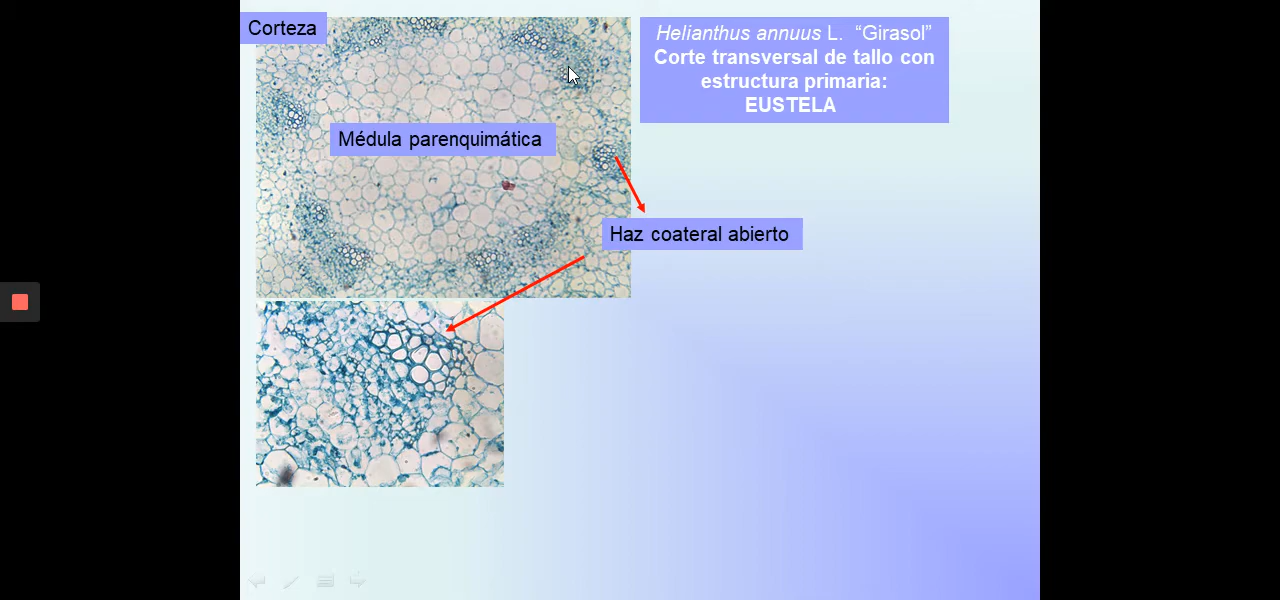 Corteza
Helianthus annuus L. “Girasol”
Corte transversal de tallo con
estructura primaria:
EUSTELA
Médula parenquimática
Haz coateral abierto